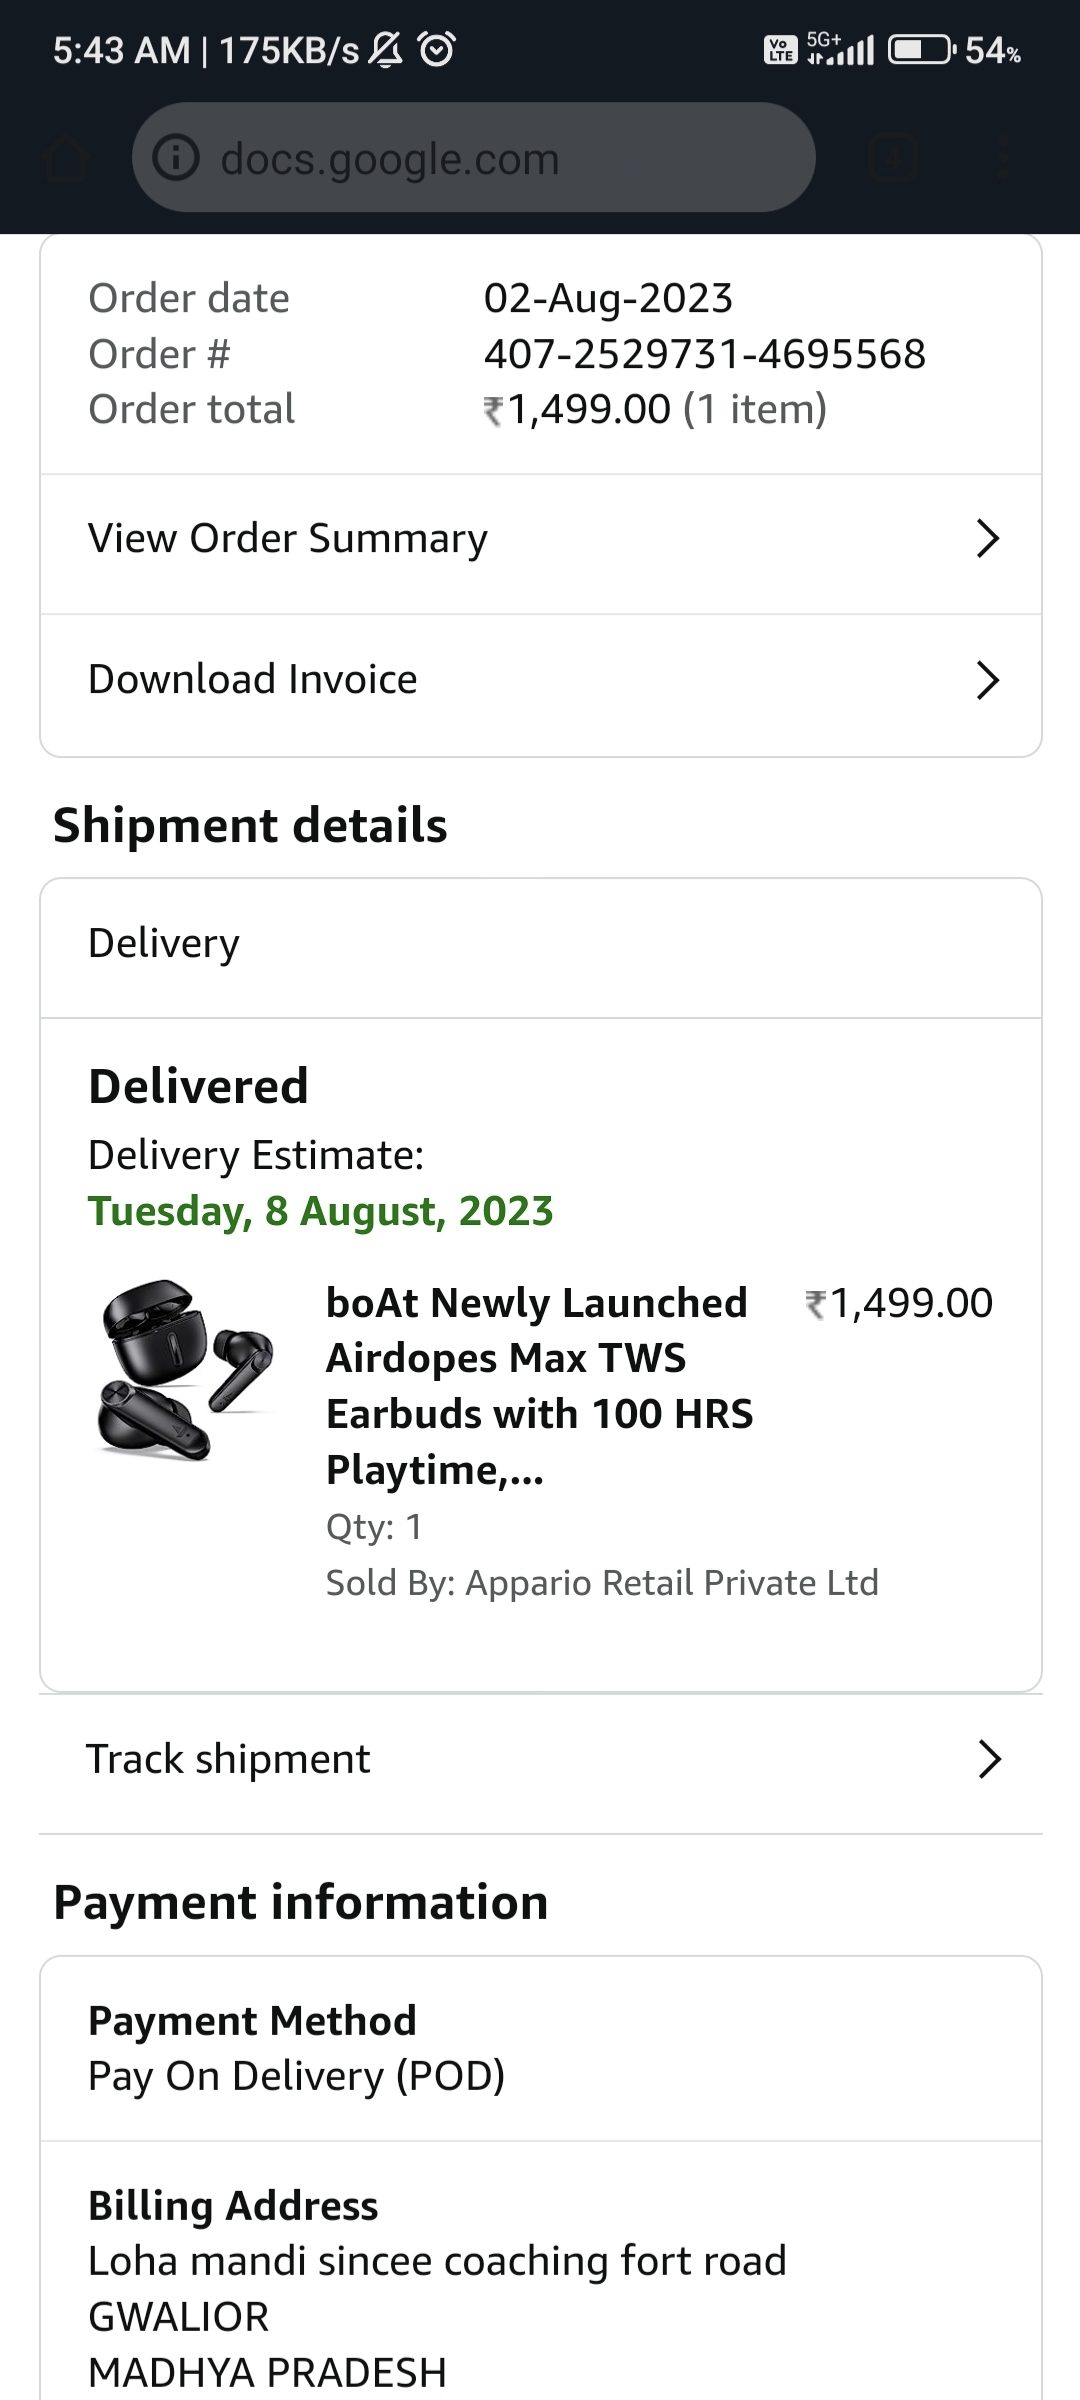 5:43 AM | 175KB/s
Vo LTE 5G+ 54%
docs.google.com
4
Order date 02-Aug-2023
Order # 407-2529731-4695568
Order total ₹1,499.00 (1 item)
View Order Summary
Download Invoice
Shipment details
Delivery
Delivered
Delivery Estimate:
Tuesday, 8 August, 2023
boAt Newly Launched ₹1,499.00
Airdopes Max TWS
Earbuds with 100 HRS
Playtime,...
Qty: 1
Sold By: Appario Retail Private Ltd
Track shipment
Payment information
Payment Method
Pay On Delivery (POD)
Billing Address
Loha mandi sincee coaching fort road
GWALIOR
MADHYA PRADESH